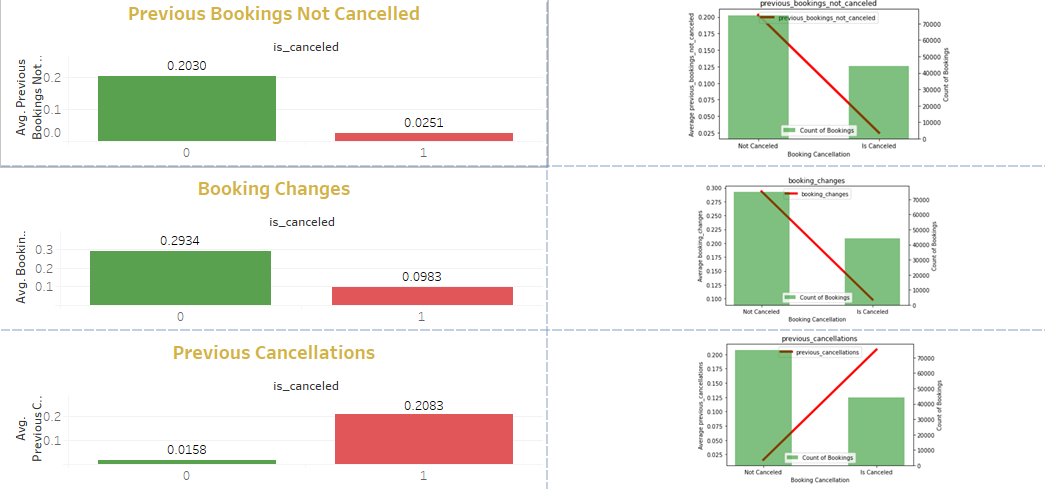 Previous Bookings Not Cancelled
is_canceled
Avg. Previous
Bookings Not..
0.2
0.1
0.0
0.2030
0.0251
0
1
previous_bookings_not_canceled
previous_bookings_not_canceled
Average previous_bookings_not_canceled
0.200
0.175
0.150
0.125
0.100
0.075
0.050
0.025
70000
60000
50000
40000
30000
20000
10000
0
Count of Bookings
Count of Bookings
Not Canceled
Is Canceled
Booking Cancellation
Booking Changes
is_canceled
Avg. Bookin..
0.3
0.2
0.1
0.2934
0.0983
0
1
booking_changes
booking_changes
Average booking_changes
0.300
0.275
0.250
0.225
0.200
0.175
0.150
0.125
0.100
70000
60000
50000
40000
30000
20000
10000
0
Count of Bookings
Count of Bookings
Not Canceled
Is Canceled
Booking Cancellation
Previous Cancellations
is_canceled
Avg.
Previous C..
0.2
0.1
0.0158
0.2083
0
1
previous_cancellations
previous_cancellations
Average previous_cancellations
0.200
0.175
0.150
0.125
0.100
0.075
0.050
0.025
70000
60000
50000
40000
30000
20000
10000
0
Count of Bookings
Count of Bookings
Not Canceled
Is Canceled
Booking Cancellation